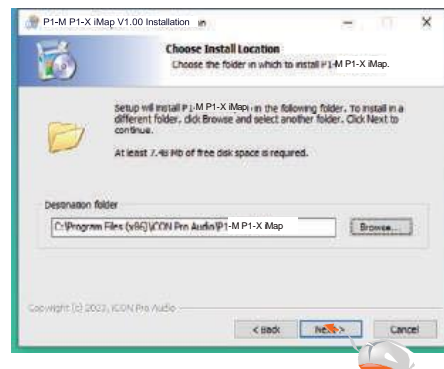 P1-M P1-X iMap V1.00 Installation
Choose Install Location
Choose the folder in which to install P1-M P1-X iMap.
Setup will install P1-M P1-X iMap in the following folder. To install in a
different folder, click Browse and select another folder. Click Next to
continue.
At least 7.48 Mb of free disk space is required.
Destination folder
C:\Program Files (x86)\iCON Pro Audio\P1-M P1-X iMap
Browse...
Copyright (c) 2023, iCON Pro Audio
< Back
Next >
Cancel